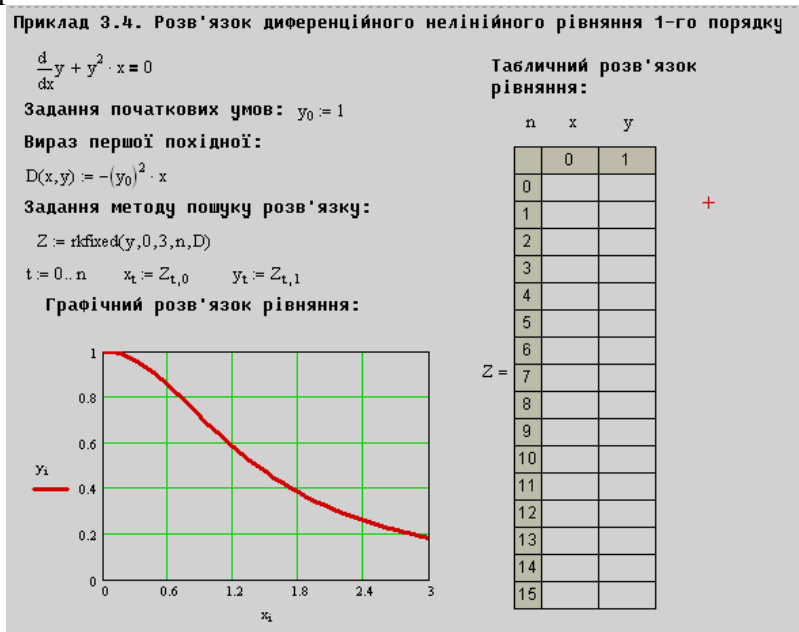 Приклад 3.4. Розв'язок диференційного нелінійного рівняння 1-го порядку
d/dx y + y² · x = 0
Задання початкових умов: y₀ := 1
Вираз першої похідної:
D(x,y) := -(y₀)² · x
Задання методу пошуку розв'язку:
Z := rkfixed(y,0,3,n,D)
t := 0.. n xₜ := Zₜ,₀ yₜ := Zₜ,₁
Графічний розв'язок рівняння:
1
0.8
0.6
0.4
0.2
0
yᵢ
0 0.6 1.2 1.8 2.4 3
xᵢ
Табличний розв'язок
рівняння:
n x y
0 1
0
1
2
3
4
5
6
Z = 7
8
9
10
11
12
13
14
15
+